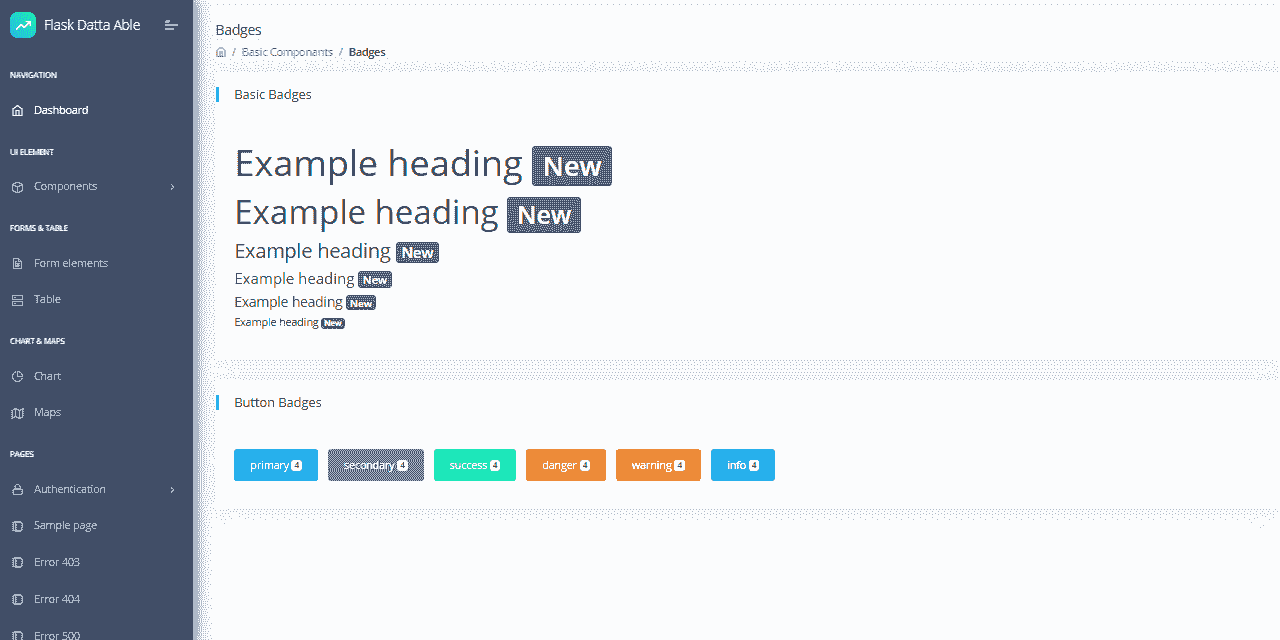 Flask Datta Able
NAVIGATION
Dashboard
UI ELEMENT
Components
FORMS & TABLE
Form elements
Table
CHART & MAPS
Chart
Maps
PAGES
Authentication
Sample page
Error 403
Error 404
Error 500
Badges
/ Basic Componants / Badges
Basic Badges
Example heading New
Example heading New
Example heading New
Example heading New
Example heading New
Example heading New
Button Badges
primary 4 secondary 4 success 4 danger 4 warning 4 info 4